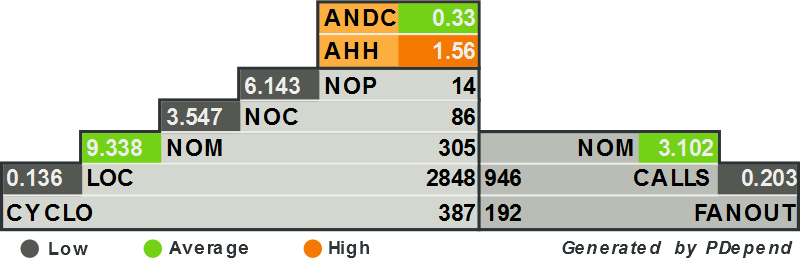 ANDC 0.33
AHH 1.56
6.143 NOP 14
3.547 NOC 86
9.338 NOM 305 NOM 3.102
0.136 LOC 2848 946 CALLS 0.203
CYCLO 387 192 FANOUT
Low Average High Generated by PDepend